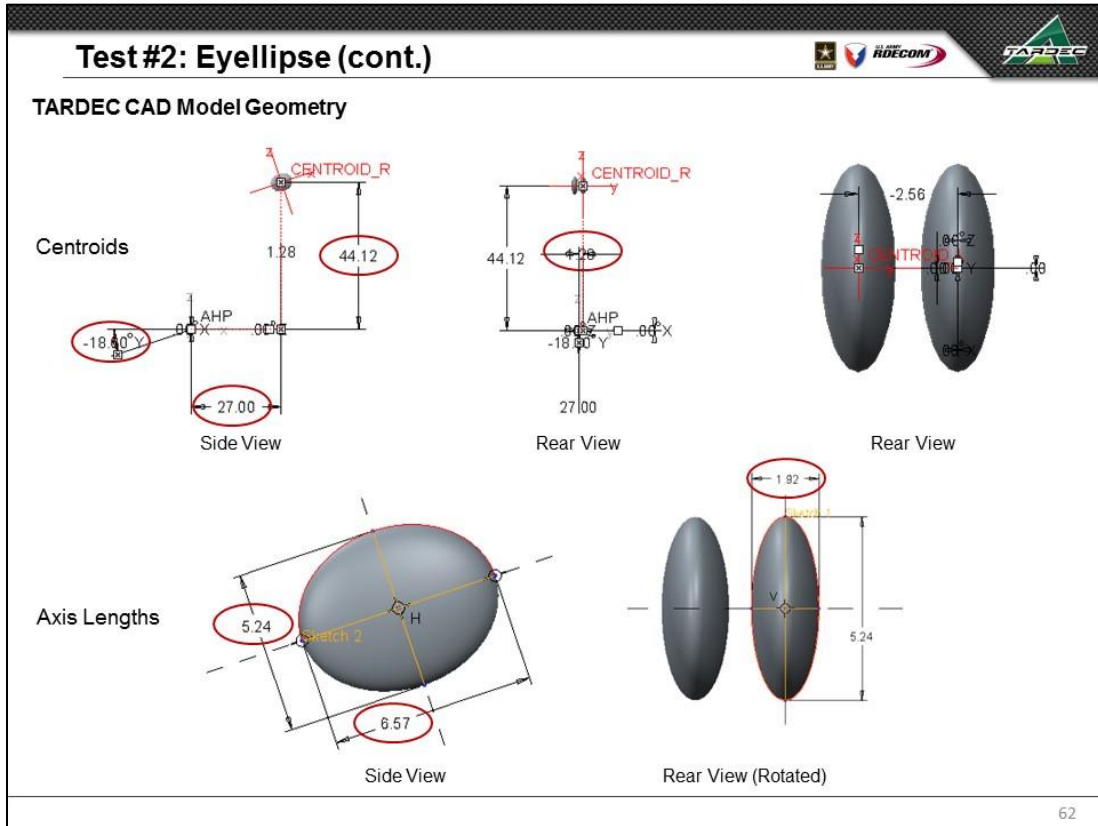 Test #2: Eyellipse (cont.)
U.S. ARMY
U.S. ARMY
RDECOM
TARDEC
TARDEC CAD Model Geometry
Centroids
Z
CENTROID_R
x
1.28
44.12
Z
AHP
X
x
-18.60°Y
27.00
Side View
Z
CENTROID_R
y
44.12
z
AHP
X
Y
27.00
Rear View
-2.56
Z
CENTROID
.00°Z
Y
Rear View
Axis Lengths
5.24
H
Sketch 2
6.57
Side View
1.92
Sketch 1
V
5.24
Rear View (Rotated)
62